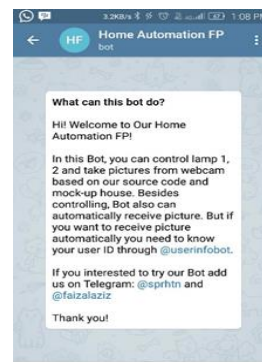 3.2KB/s 1:08 PM
HF Home Automation FP
bot
What can this bot do?
Hi! Welcome to Our Home
Automation FP!
In this Bot, you can control lamp 1,
2 and take pictures from webcam
based on our source code and
mock-up house. Besides
controlling, Bot also can
automatically receive picture. But if
you want to receive picture
automatically you need to know
your user ID through @userinfobot.
If you interested to try our Bot add
us on Telegram: @sprhtn and
@faizalaziz
Thank you!